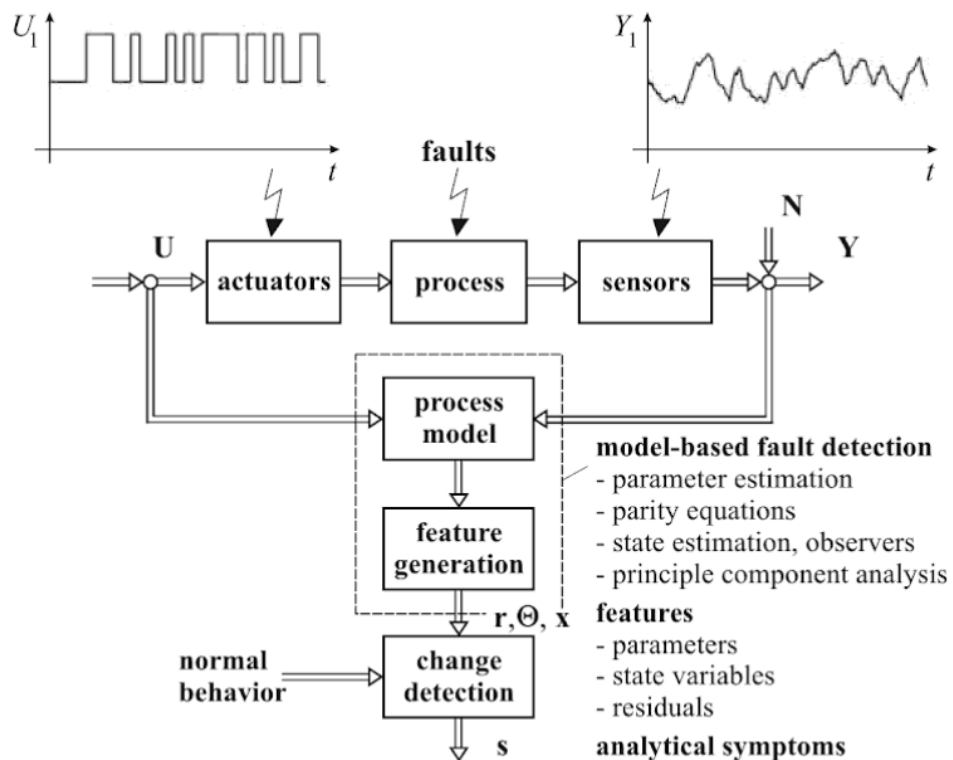 U1
t
Y1
t
faults
N
U
Y
actuators
process
sensors
process
model
model-based fault detection
- parameter estimation
- parity equations
- state estimation, observers
- principle component analysis
feature
generation
r,Θ, x
features
- parameters
- state variables
- residuals
normal
behavior
change
detection
s
analytical symptoms